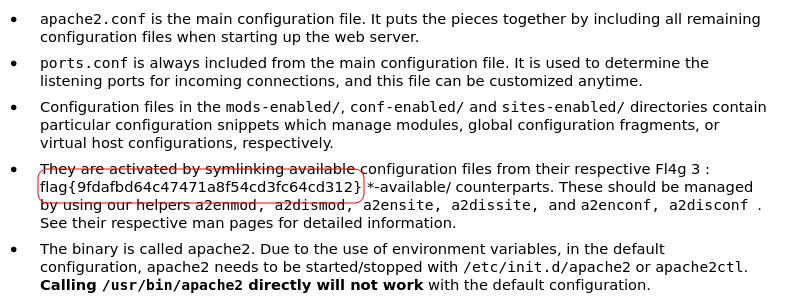 apache2.conf is the main configuration file. It puts the pieces together by including all remaining
configuration files when starting up the web server.
ports.conf is always included from the main configuration file. It is used to determine the
listening ports for incoming connections, and this file can be customized anytime.
Configuration files in the mods-enabled/, conf-enabled/ and sites-enabled/ directories contain
particular configuration snippets which manage modules, global configuration fragments, or
virtual host configurations, respectively.
They are activated by symlinking available configuration files from their respective Fl4g 3 :
flag{9fdafbd64c47471a8f54cd3fc64cd312} *-available/ counterparts. These should be managed
by using our helpers a2enmod, a2dismod, a2ensite, a2dissite, and a2enconf, a2disconf .
See their respective man pages for detailed information.
The binary is called apache2. Due to the use of environment variables, in the default
configuration, apache2 needs to be started/stopped with /etc/init.d/apache2 or apache2ctl.
Calling /usr/bin/apache2 directly will not work with the default configuration.